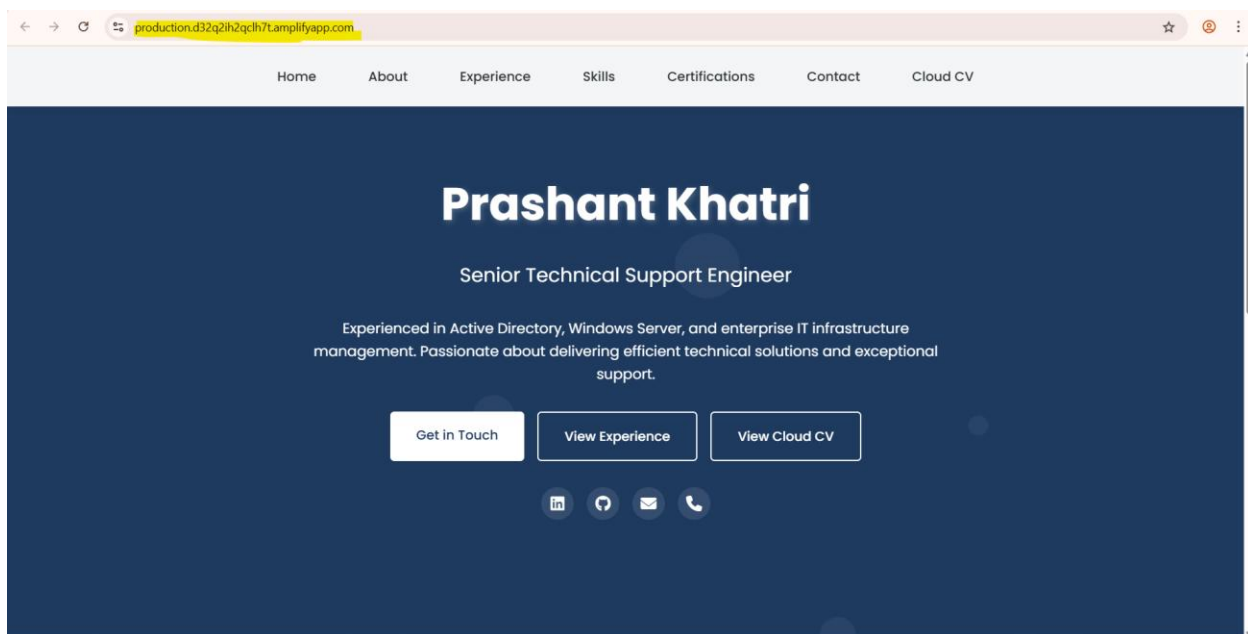 production.d32q2ih2qclh7t.amplifyapp.com
Home About Experience Skills Certifications Contact Cloud CV
Prashant Khatri
Senior Technical Support Engineer
Experienced in Active Directory, Windows Server, and enterprise IT infrastructure
management. Passionate about delivering efficient technical solutions and exceptional
support.
Get in Touch View Experience View Cloud CV
in